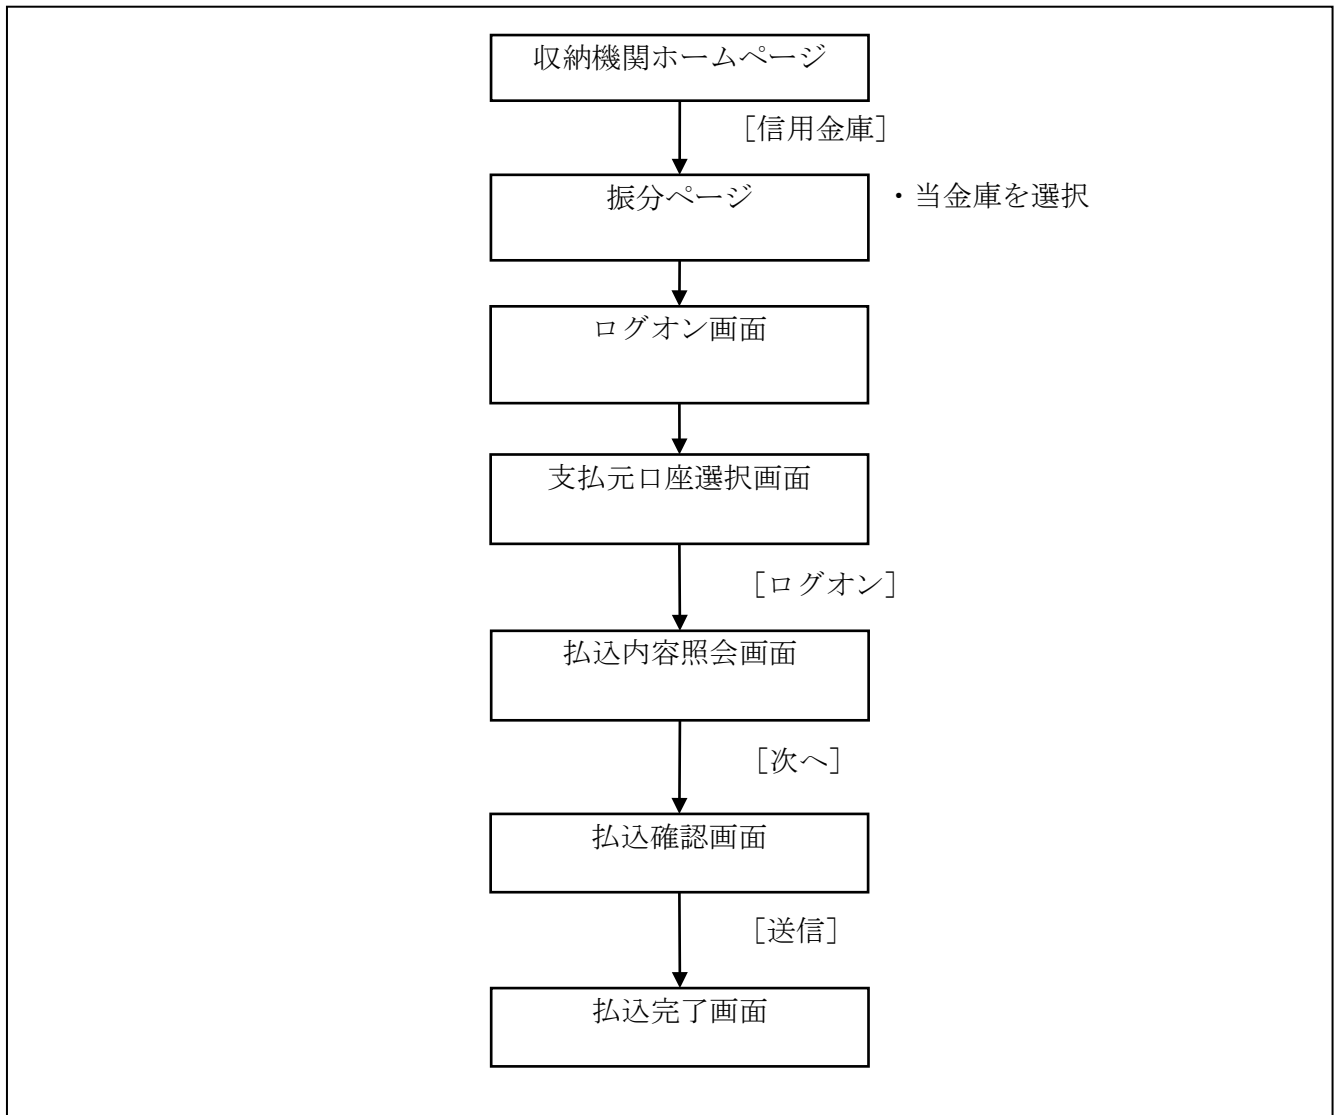 収納機関ホームページ
［信用金庫］
振分ページ
・当金庫を選択
ログオン画面
支払元口座選択画面
［ログオン］
払込内容照会画面
［次へ］
払込確認画面
［送信］
払込完了画面